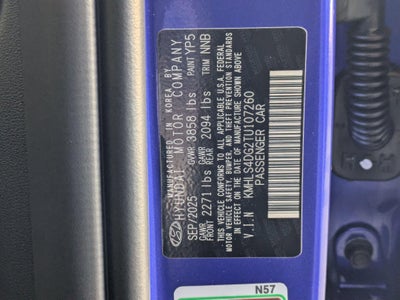 MANUFACTURED IN KOREA BY
HYUNDAI MOTOR COMPANY
SEP/2025 GVWR 3858 lbs PAINT YP5
GAWR FRONT 2271 lbs GAWR REAR 2094 lbs TRIM NNB
THIS VEHICLE CONFORMS TO ALL APPLICABLE U.S.A. FEDERAL
MOTOR VEHICLE SAFETY, BUMPER, AND THEFT PREVENTION STANDARDS
IN EFFECT ON THE DATE OF MANUFACTURE SHOWN ABOVE
V.I.N KMHLS4DG2TU107260
PASSENGER CAR
N57